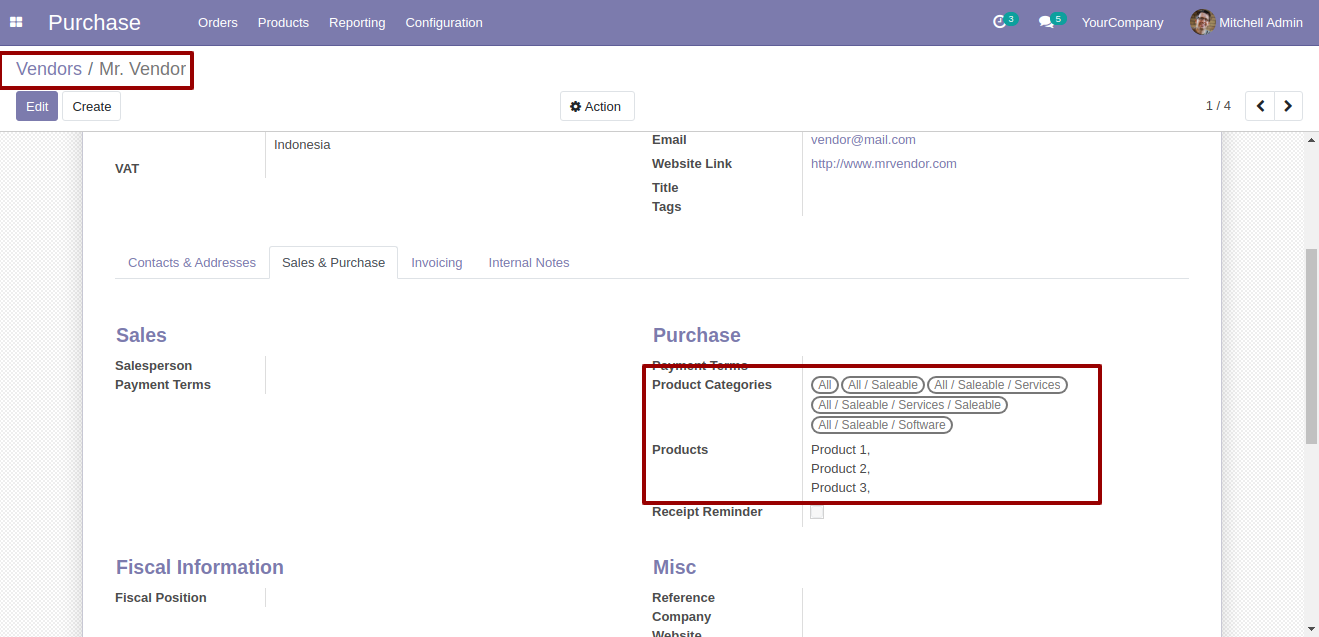 Purchase Orders Products Reporting Configuration 3 5 YourCompany Mitchell Admin
Vendors / Mr. Vendor
Edit Create Action 1 / 4
Indonesia
VAT
Email vendor@mail.com
Website Link http://www.mrvendor.com
Title
Tags
Contacts & Addresses Sales & Purchase Invoicing Internal Notes
Sales
Salesperson
Payment Terms
Purchase
Payment Terms
Product Categories All All / Saleable All / Saleable / Services
All / Saleable / Services / Saleable
All / Saleable / Software
Products Product 1,
Product 2,
Product 3,
Receipt Reminder
Fiscal Information
Fiscal Position
Misc
Reference
Company
Website